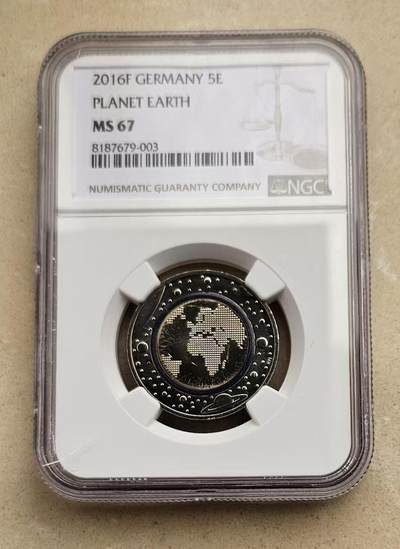 2016F GERMANY 5E
PLANET EARTH
MS 67
8187679-003
NUMISMATIC GUARANTY COMPANY NGC